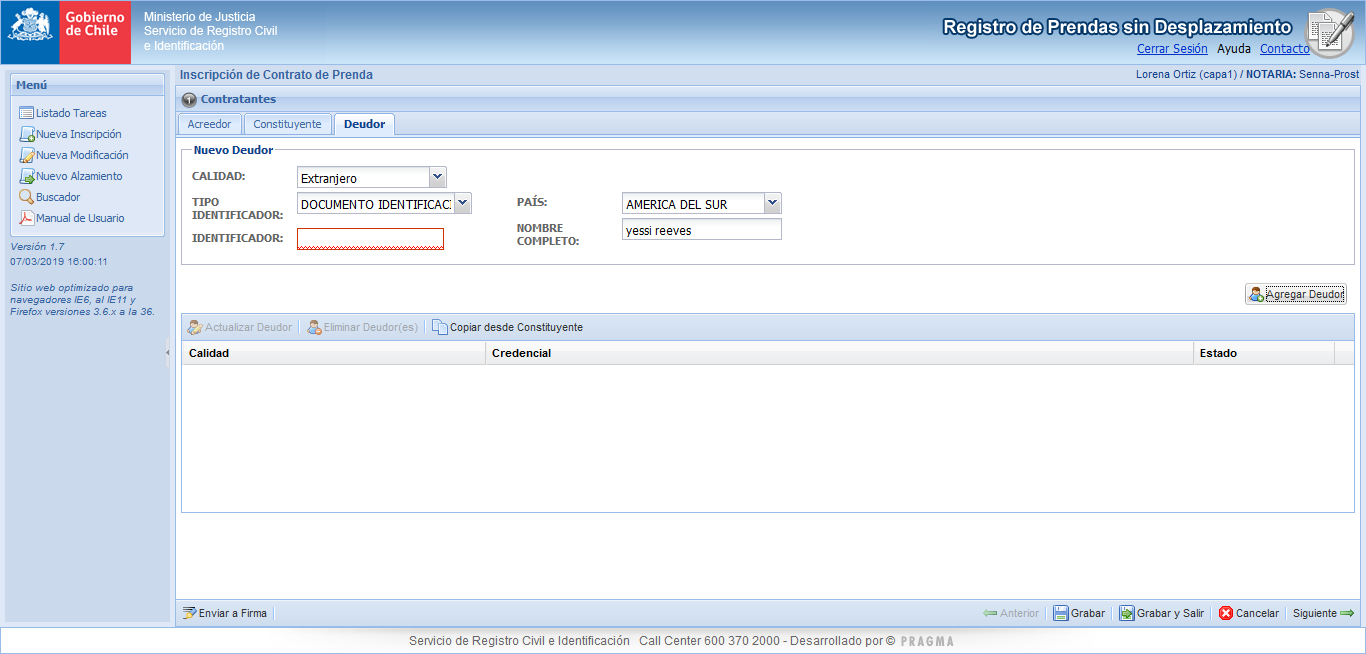 Gobierno
de Chile
Ministerio de Justicia
Servicio de Registro Civil
e Identificación
Registro de Prendas sin Desplazamiento
Cerrar Sesión Ayuda Contacto
Menú
Listado Tareas
Nueva Inscripción
Nueva Modificación
Nuevo Alzamiento
Buscador
Manual de Usuario
Versión 1.7
07/03/2019 16:00:11
Sitio web optimizado para
navegadores IE6, al IE11 y
Firefox versiones 3.6.x a la 36.
Inscripción de Contrato de Prenda
Lorena Ortiz (capa1) / NOTARIA: Senna-Prost
Contratantes
Acreedor Constituyente Deudor
Nuevo Deudor
CALIDAD: Extranjero
TIPO
IDENTIFICADOR: DOCUMENTO IDENTIFICAC
PAÍS: AMERICA DEL SUR
IDENTIFICADOR:
NOMBRE
COMPLETO: yessi reeves
Agregar Deudor
Actualizar Deudor Eliminar Deudor(es) Copiar desde Constituyente
Calidad Credencial Estado
Enviar a Firma Anterior Grabar Grabar y Salir Cancelar Siguiente
Servicio de Registro Civil e Identificación Call Center 600 370 2000 - Desarrollado por © PRAGMA